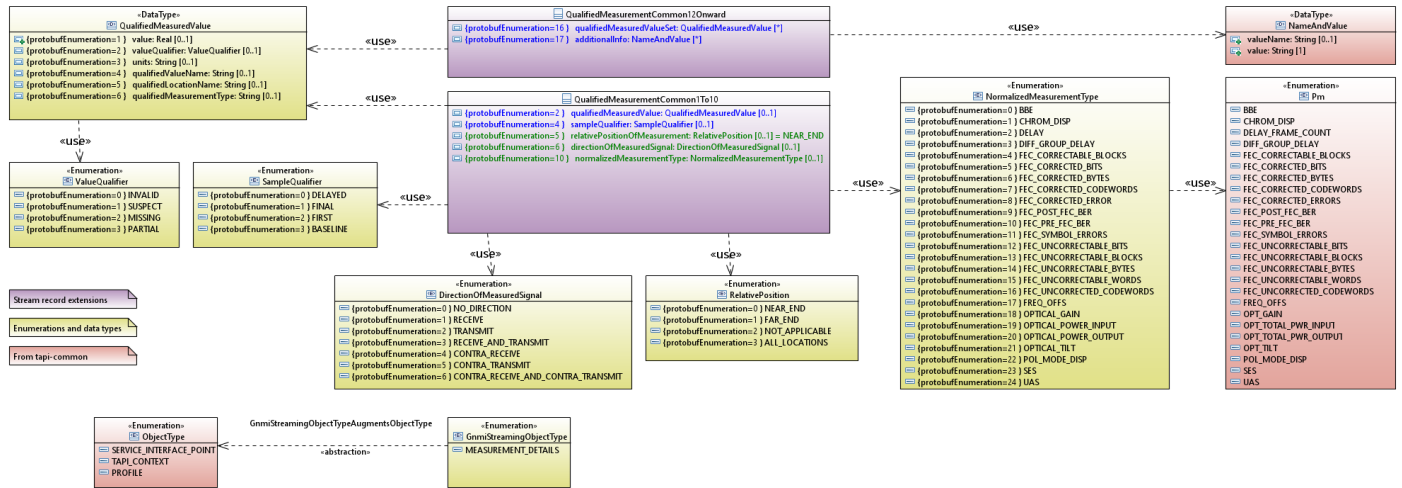 «DataType»
QualifiedMeasuredValue
{protobufEnumeration=1 } value: Real [0..1]
{protobufEnumeration=2 } valueQualifier: ValueQualifier [0..1]
{protobufEnumeration=3 } units: String [0..1]
{protobufEnumeration=4 } qualifiedValueName: String [0..1]
{protobufEnumeration=5 } qualifiedLocationName: String [0..1]
{protobufEnumeration=6 } qualifiedMeasurementType: String [0..1]
«use»
QualifiedMeasurementCommon12Onward
{protobufEnumeration=16 } qualifiedMeasuredValueSet: QualifiedMeasuredValue [*]
{protobufEnumeration=17 } additionalInfo: NameAndValue [*]
«use»
«DataType»
NameAndValue
valueName: String [0..1]
value: String [1]
«use»
QualifiedMeasurementCommon1To10
{protobufEnumeration=2 } qualifiedMeasuredValue: QualifiedMeasuredValue [0..1]
{protobufEnumeration=4 } sampleQualifier: SampleQualifier [0..1]
{protobufEnumeration=5 } relativePositionOfMeasurement: RelativePosition [0..1] = NEAR_END
{protobufEnumeration=6 } directionOfMeasuredSignal: DirectionOfMeasuredSignal [0..1]
{protobufEnumeration=10 } normalizedMeasurementType: NormalizedMeasurementType [0..1]
«use»
«Enumeration»
ValueQualifier
{protobufEnumeration=0 } INVALID
{protobufEnumeration=1 } SUSPECT
{protobufEnumeration=2 } MISSING
{protobufEnumeration=3 } PARTIAL
«Enumeration»
SampleQualifier
{protobufEnumeration=0 } DELAYED
{protobufEnumeration=1 } FINAL
{protobufEnumeration=2 } FIRST
{protobufEnumeration=3 } BASELINE
«use»
«use»
«Enumeration»
NormalizedMeasurementType
{protobufEnumeration=0 } BBE
{protobufEnumeration=1 } CHROM_DISP
{protobufEnumeration=2 } DELAY
{protobufEnumeration=3 } DIFF_GROUP_DELAY
{protobufEnumeration=4 } FEC_CORRECTABLE_BLOCKS
{protobufEnumeration=5 } FEC_CORRECTED_BITS
{protobufEnumeration=6 } FEC_CORRECTED_BYTES
{protobufEnumeration=7 } FEC_CORRECTED_CODEWORDS
{protobufEnumeration=8 } FEC_CORRECTED_ERROR
{protobufEnumeration=9 } FEC_POST_FEC_BER
{protobufEnumeration=10 } FEC_PRE_FEC_BER
{protobufEnumeration=11 } FEC_SYMBOL_ERRORS
{protobufEnumeration=12 } FEC_UNCORRECTABLE_BITS
{protobufEnumeration=13 } FEC_UNCORRECTABLE_BLOCKS
{protobufEnumeration=14 } FEC_UNCORRECTABLE_BYTES
{protobufEnumeration=15 } FEC_UNCORRECTABLE_WORDS
{protobufEnumeration=16 } FEC_UNCORRECTED_CODEWORDS
{protobufEnumeration=17 } FREQ_OFFS
{protobufEnumeration=18 } OPTICAL_GAIN
{protobufEnumeration=19 } OPTICAL_POWER_INPUT
{protobufEnumeration=20 } OPTICAL_POWER_OUTPUT
{protobufEnumeration=21 } OPTICAL_TILT
{protobufEnumeration=22 } POL_MODE_DISP
{protobufEnumeration=23 } SES
{protobufEnumeration=24 } UAS
«use»
«Enumeration»
Pm
BBE
CHROM_DISP
DELAY_FRAME_COUNT
DIFF_GROUP_DELAY
FEC_CORRECTABLE_BLOCKS
FEC_CORRECTED_BITS
FEC_CORRECTED_BYTES
FEC_CORRECTED_CODEWORDS
FEC_CORRECTED_ERRORS
FEC_POST_FEC_BER
FEC_PRE_FEC_BER
FEC_SYMBOL_ERRORS
FEC_UNCORRECTABLE_BITS
FEC_UNCORRECTABLE_BLOCKS
FEC_UNCORRECTABLE_BYTES
FEC_UNCORRECTABLE_WORDS
FEC_UNCORRECTED_CODEWORDS
FREQ_OFFS
OPT_GAIN
OPT_TOTAL_PWR_INPUT
OPT_TOTAL_PWR_OUTPUT
OPT_TILT
POL_MODE_DISP
SES
UAS
«use»
«use»
«Enumeration»
DirectionOfMeasuredSignal
{protobufEnumeration=0 } NO_DIRECTION
{protobufEnumeration=1 } RECEIVE
{protobufEnumeration=2 } TRANSMIT
{protobufEnumeration=3 } RECEIVE_AND_TRANSMIT
{protobufEnumeration=4 } CONTRA_RECEIVE
{protobufEnumeration=5 } CONTRA_TRANSMIT
{protobufEnumeration=6 } CONTRA_RECEIVE_AND_CONTRA_TRANSMIT
«Enumeration»
RelativePosition
{protobufEnumeration=0 } NEAR_END
{protobufEnumeration=1 } FAR_END
{protobufEnumeration=2 } NOT_APPLICABLE
{protobufEnumeration=3 } ALL_LOCATIONS
Stream record extensions
Enumerations and data types
From tapi-common
«Enumeration»
ObjectType
SERVICE_INTERFACE_POINT
TAPI_CONTEXT
PROFILE
GnmiStreamingObjectTypeAugmentsObjectType
«abstraction»
«Enumeration»
GnmiStreamingObjectType
MEASUREMENT_DETAILS